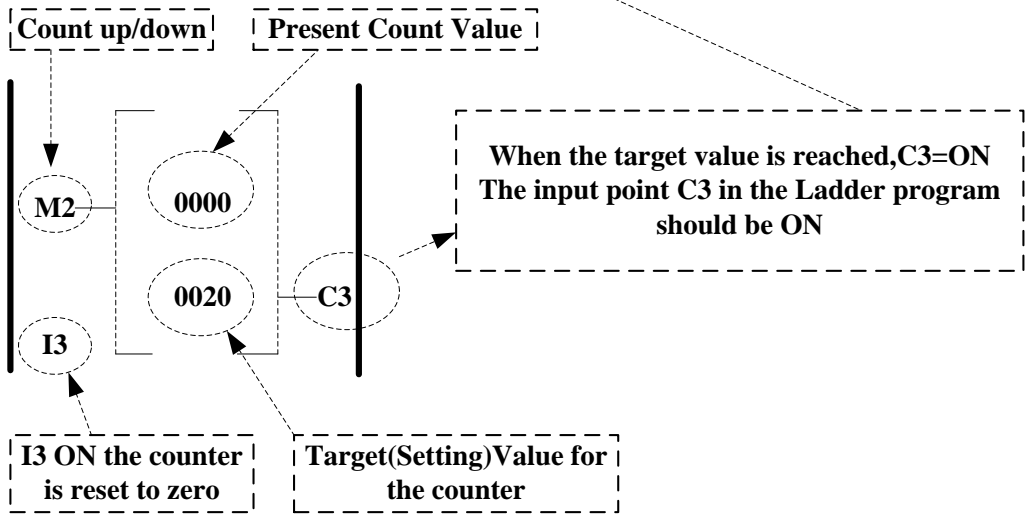 Count up/down
Present Count Value
When the target value is reached,C3=ON
The input point C3 in the Ladder program
should be ON
M2
0000
0020
C3
I3
I3 ON the counter
is reset to zero
Target(Setting)Value for
the counter